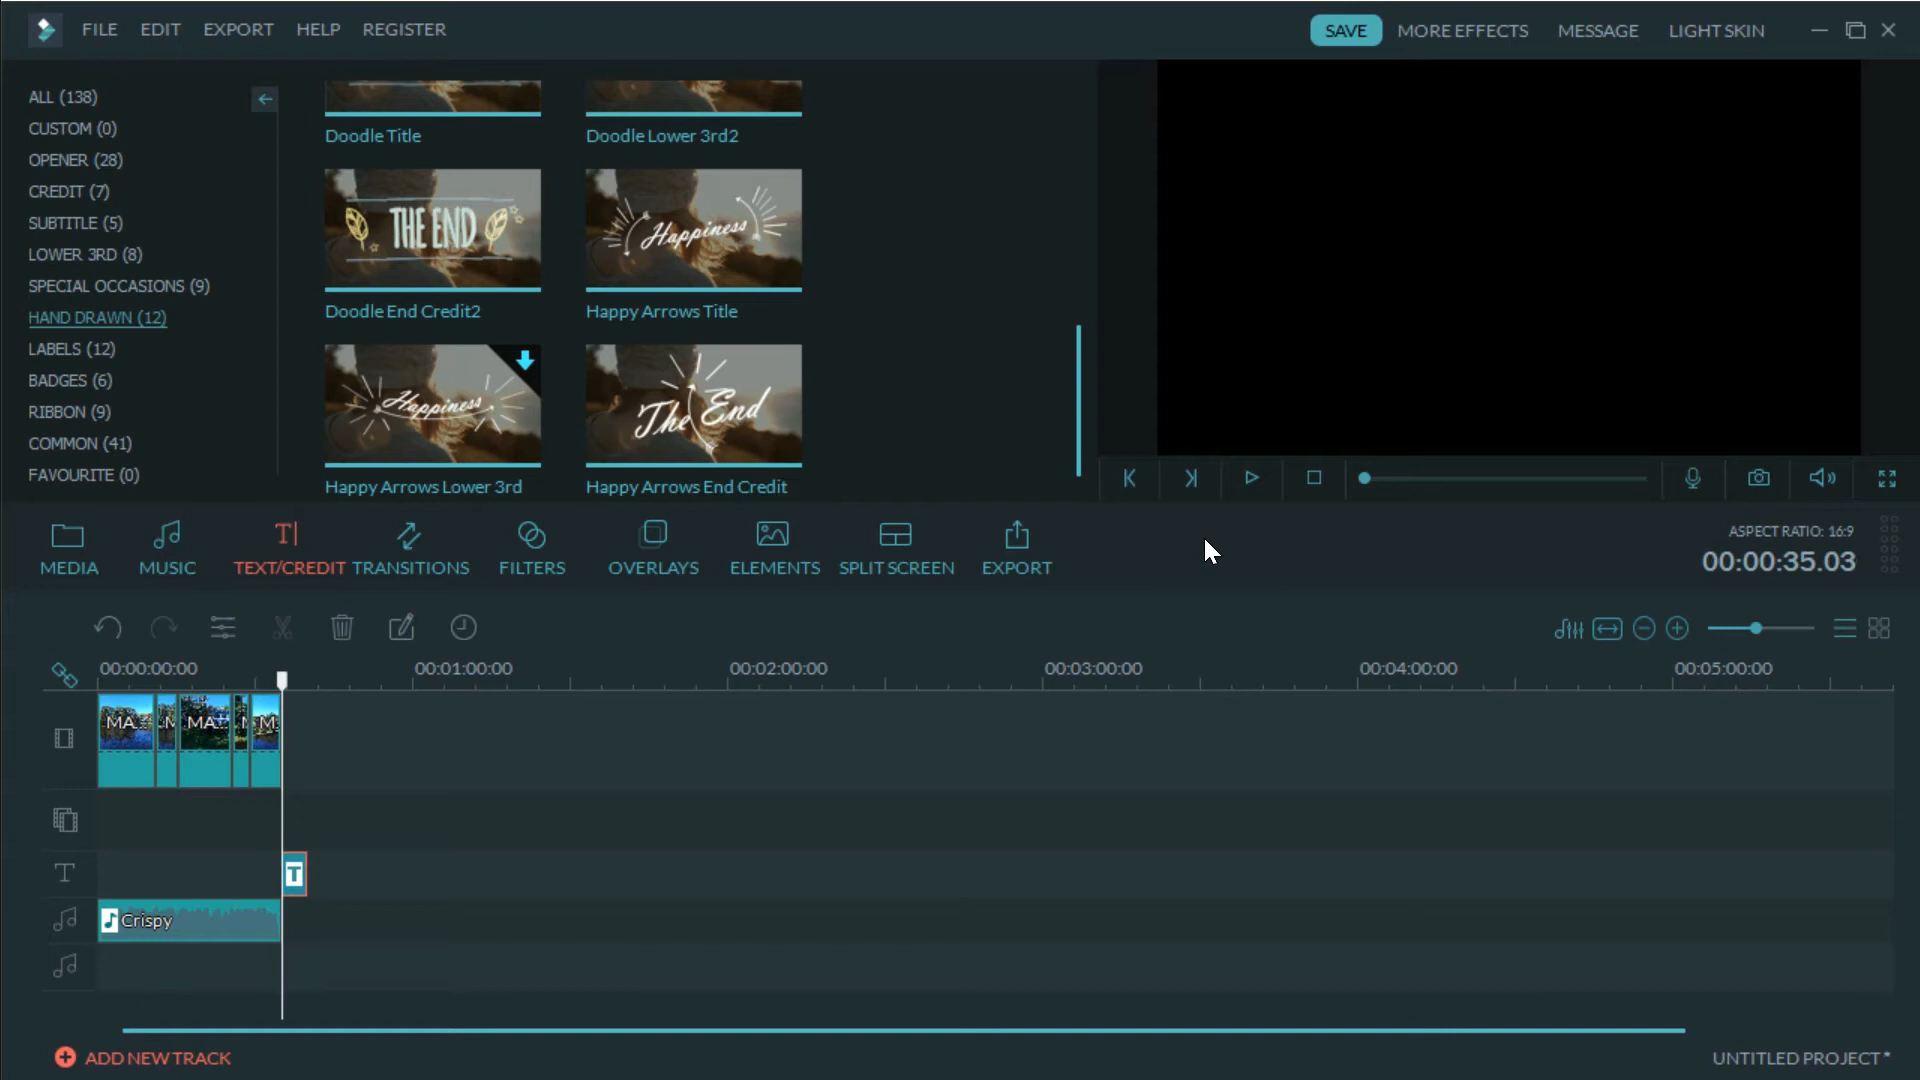 FILE EDIT EXPORT HELP REGISTER SAVE MORE EFFECTS MESSAGE LIGHT SKIN
ALL (138)
CUSTOM (0)
OPENER (28)
CREDIT (7)
SUBTITLE (5)
LOWER 3RD (8)
SPECIAL OCCASIONS (9)
HAND DRAWN (12)
LABELS (12)
BADGES (6)
RIBBON (9)
COMMON (41)
FAVOURITE (0)
Doodle Title
Doodle Lower 3rd2
THE END
Happiness
Doodle End Credit2
Happy Arrows Title
Happiness
The End
Happy Arrows Lower 3rd
Happy Arrows End Credit
MEDIA MUSIC TEXT/CREDIT TRANSITIONS FILTERS OVERLAYS ELEMENTS SPLIT SCREEN EXPORT
ASPECT RATIO: 16:9
00:00:35.03
00:00:00:00 00:01:00:00 00:02:00:00 00:03:00:00 00:04:00:00 00:05:00:00
MA... M MA... M M
T
Crispy
ADD NEW TRACK
UNTITLED PROJECT *